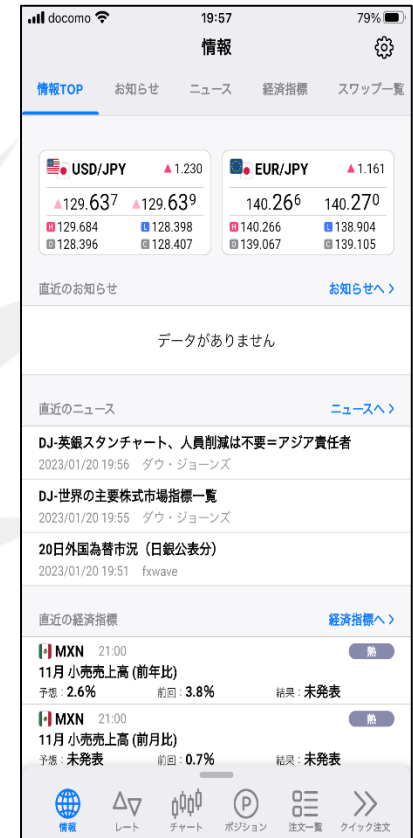 docomo 19:57 79%
情報
情報TOP お知らせ ニュース 経済指標 スワップ一覧
USD/JPY ▲1.230 EUR/JPY ▲1.161
▲129.637 ▲129.639 140.266 140.270
H 129.684 L 128.398 H 140.266 L 138.904
O 128.396 C 128.407 O 139.067 C 139.105
直近のお知らせ お知らせへ >
データがありません
直近のニュース ニュースへ >
DJ-英銀スタンチャート、人員削減は不要=アジア責任者
2023/01/20 19:56 ダウ・ジョーンズ
DJ-世界の主要株式市場指標一覧
2023/01/20 19:55 ダウ・ジョーンズ
20日外国為替市況（日銀公表分）
2023/01/20 19:51 fxwave
直近の経済指標 経済指標へ >
MXN 21:00 熱
11月 小売売上高 (前年比)
予想 : 2.6% 前回 : 3.8% 結果 : 未発表
MXN 21:00 熱
11月 小売売上高 (前月比)
予想 : 未発表 前回 : 0.7% 結果 : 未発表
情報 レート チャート P ポジション 注文一覧 クイック注文